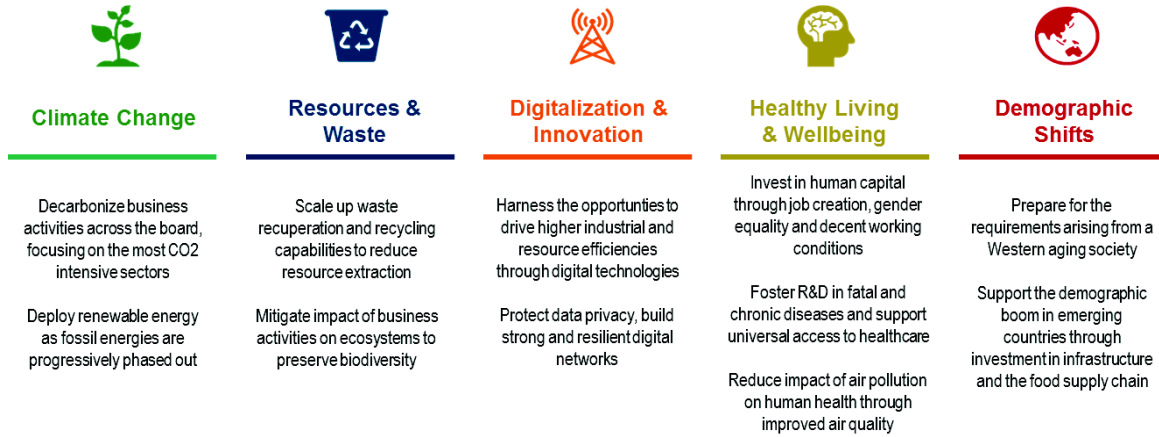 Climate Change
Decarbonize business
activities across the board,
focusing on the most CO2
intensive sectors
Deploy renewable energy
as fossil energies are
progressively phased out
Resources &
Waste
Scale up waste
recuperation and recycling
capabilities to reduce
resource extraction
Mitigate impact of business
activities on ecosystems to
preserve biodiversity
Digitalization &
Innovation
Harness the opportunties to
drive higher industrial and
resource efficiencies
through digital technologies
Protect data privacy, build
strong and resilient digital
networks
Healthy Living
& Wellbeing
Invest in human capital
through job creation, gender
equality and decent working
conditions
Foster R&D in fatal and
chronic diseases and support
universal access to healthcare
Reduce impact of air pollution
on human health through
improved air quality
Demographic
Shifts
Prepare for the
requirements arising from a
Western aging society
Support the demographic
boom in emerging
countries through
investment in infrastructure
and the food supply chain